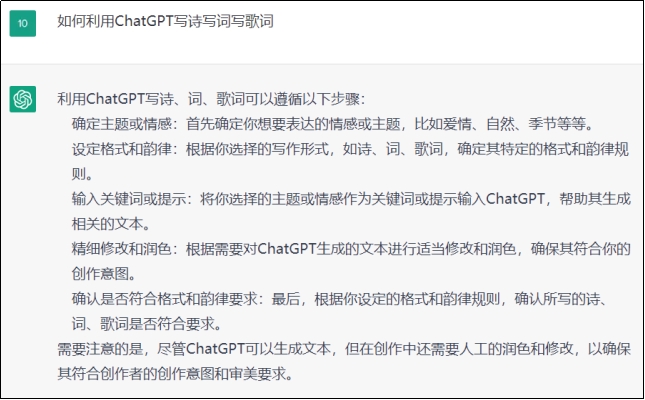 10
如何利用ChatGPT写诗写词写歌词
利用ChatGPT写诗、词、歌词可以遵循以下步骤：
确定主题或情感：首先确定你想要表达的情感或主题，比如爱情、自然、季节等等。
设定格式和韵律：根据你选择的写作形式，如诗、词、歌词，确定其特定的格式和韵律规
则。
输入关键词或提示：将你选择的主题或情感作为关键词或提示输入ChatGPT，帮助其生成
相关的文本。
精细修改和润色：根据需要对ChatGPT生成的文本进行适当修改和润色，确保其符合你的
创作意图。
确认是否符合格式和韵律要求：最后，根据你设定的格式和韵律规则，确认所写的诗、
词、歌词是否符合要求。
需要注意的是，尽管ChatGPT可以生成文本，但在创作中还需要人工的润色和修改，以确保
其符合创作者的创作意图和审美要求。